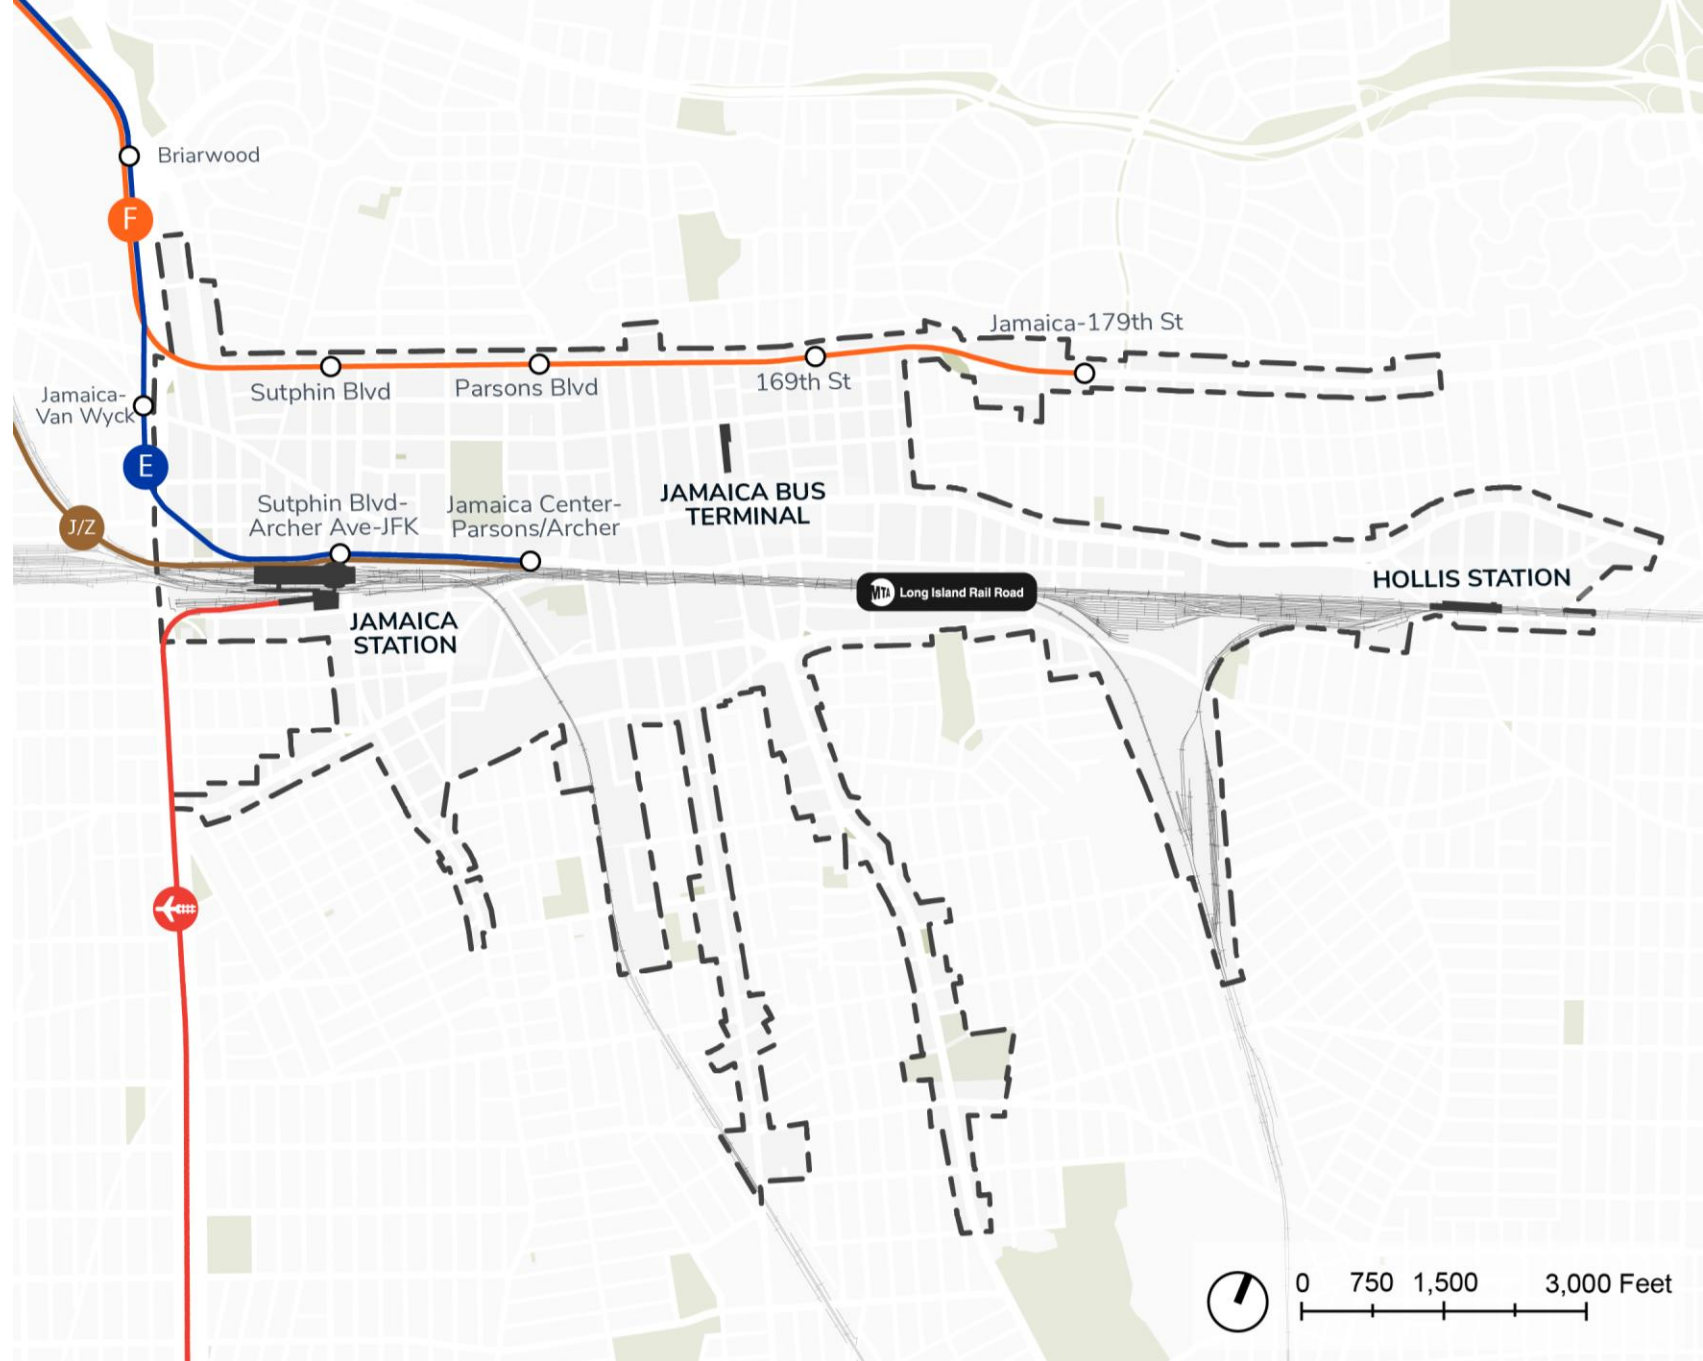 Briarwood
F
Jamaica-179th St
Sutphin Blvd
Parsons Blvd
169th St
Jamaica-
Van Wyck
E
JAMAICA BUS
TERMINAL
Sutphin Blvd-
Archer Ave-JFK
Jamaica Center-
Parsons/Archer
J/Z
HOLLIS STATION
MTA Long Island Rail Road
JAMAICA
STATION
0 750 1,500 3,000 Feet